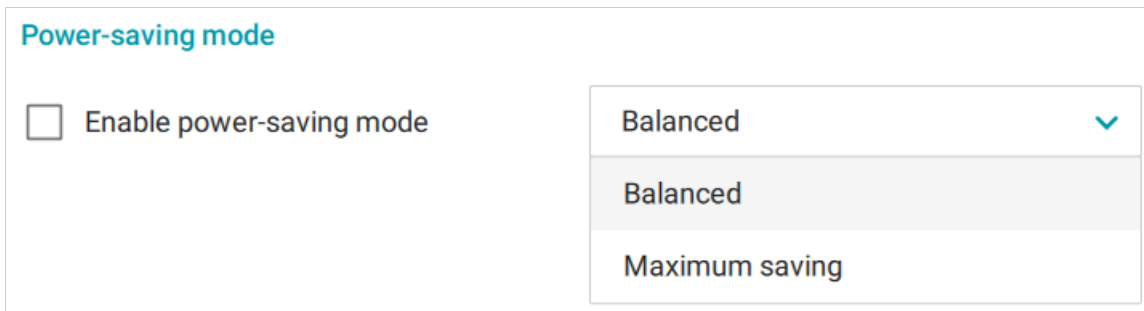 Power-saving mode
Enable power-saving mode
Balanced
Balanced
Maximum saving